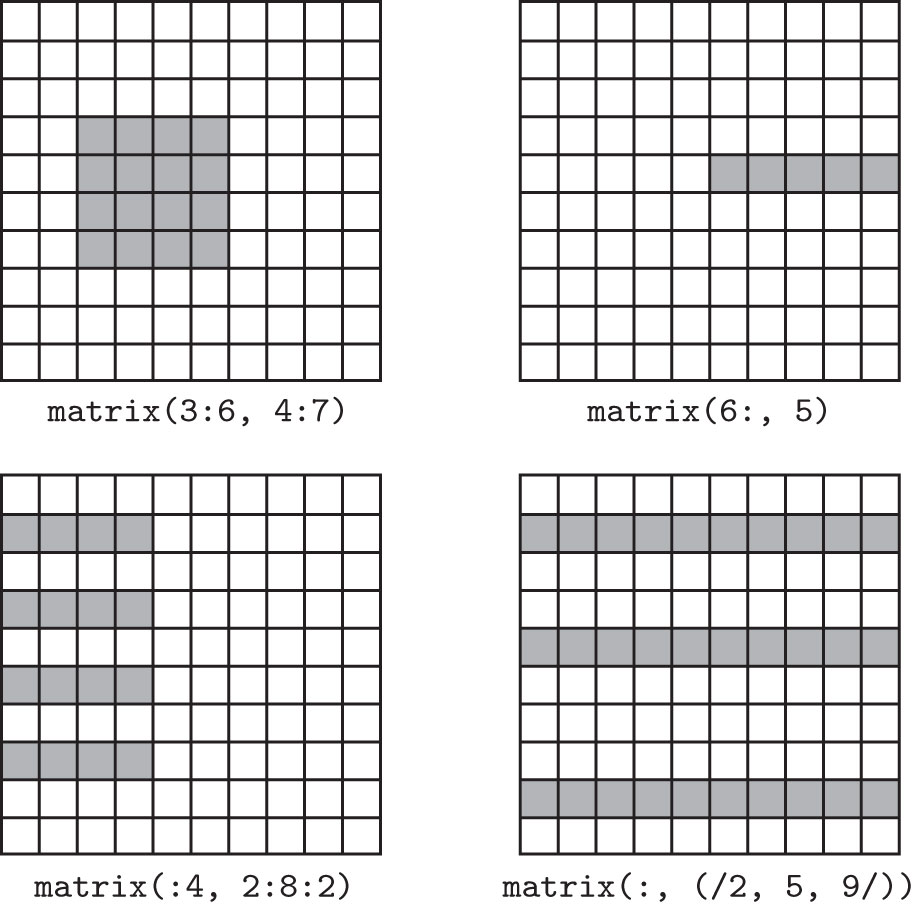 matrix(3:6, 4:7)
matrix(6:, 5)
matrix(:4, 2:8:2)
matrix(:, (/2, 5, 9/))